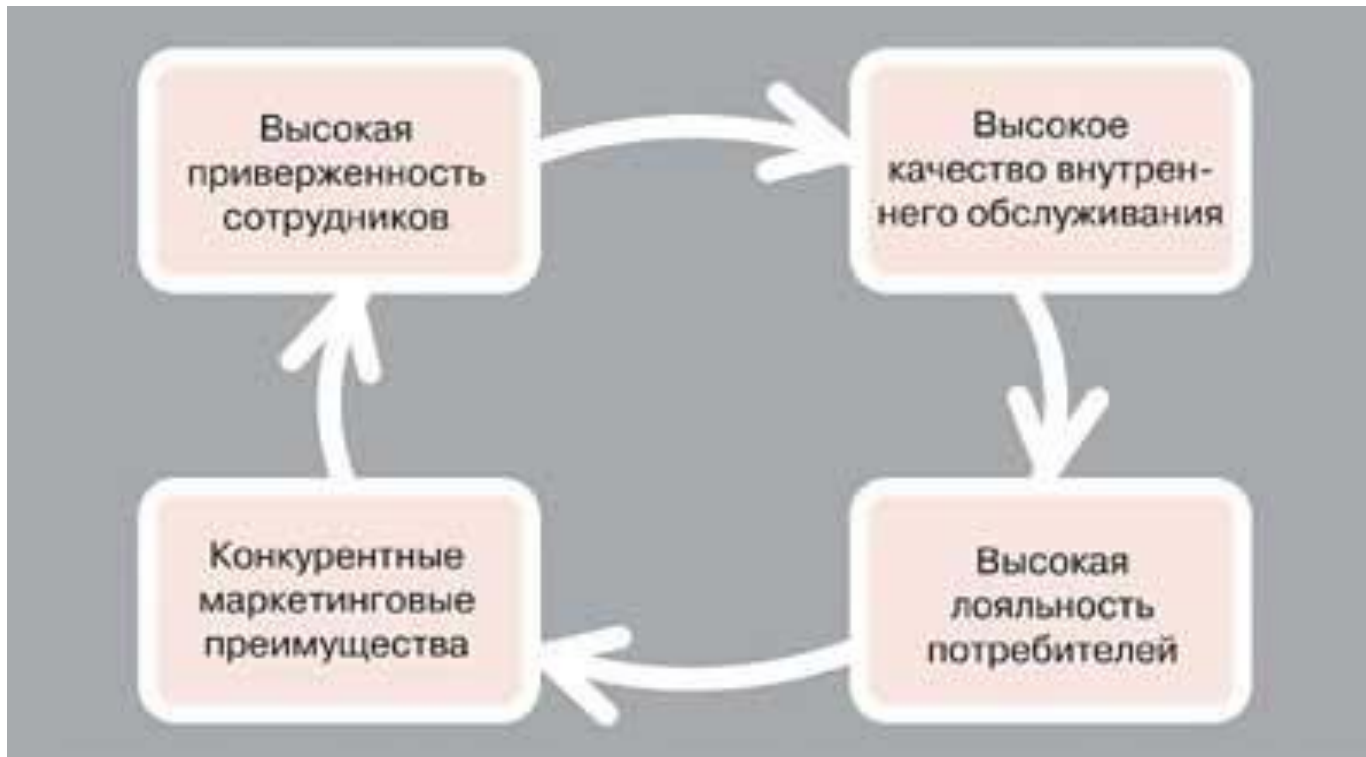 Высокая
приверженность
сотрудников
Высокое
качество внутрен-
него обслуживания
Конкурентные
маркетинговые
преимущества
Высокая
лояльность
потребителей